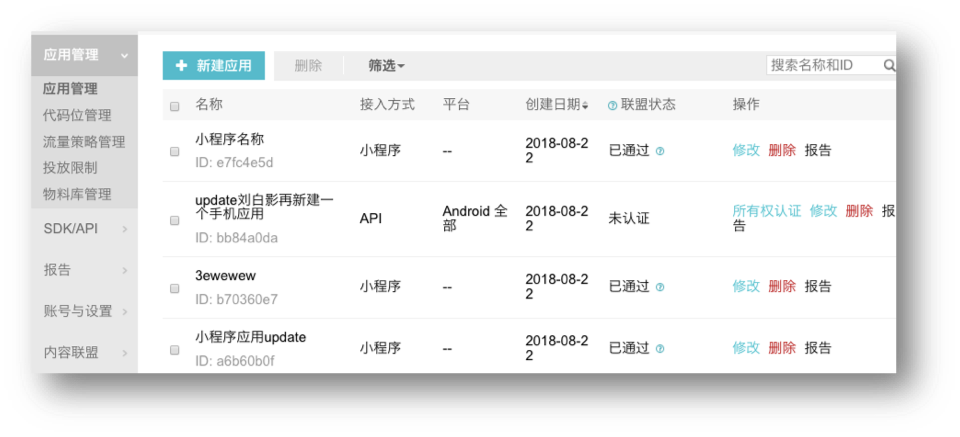 应用管理
应用管理
代码位管理
流量策略管理
投放限制
物料库管理
SDK/API
报告
账号与设置
内容联盟
新建应用 删除 筛选 搜索名称和ID
名称 接入方式 平台 创建日期 联盟状态 操作
小程序名称
ID: e7fc4e5d
小程序 -- 2018-08-2
2
已通过 修改 删除 报告
update刘白影再新建一
个手机应用
ID: bb84a0da
API
Android 全
部
2018-08-2
2
未认证
所有权认证 修改 删除 报
告
3ewewew
ID: b70360e7
小程序 -- 2018-08-2
2
已通过 修改 删除 报告
小程序应用update
ID: a6b60b0f
小程序 -- 2018-08-2
2
已通过 修改 删除 报告